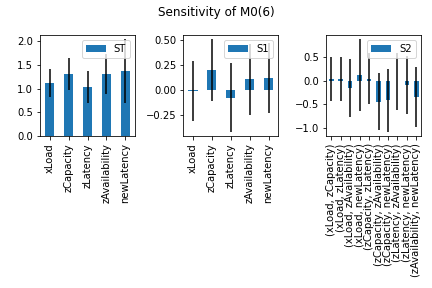 Sensitivity of M0(6)
ST
2.0
1.5
1.0
0.5
0.0
xLoad
zCapacity
zLatency
zAvailability
newLatency
S1
0.50
0.25
0.00
−0.25
xLoad
zCapacity
zLatency
zAvailability
newLatency
S2
0.5
0.0
−0.5
−1.0
(xLoad, zCapacity)
(xLoad, zLatency)
(xLoad, zAvailability)
(xLoad, newLatency)
(zCapacity, zLatency)
(zCapacity, zAvailability)
(zCapacity, newLatency)
(zLatency, zAvailability)
(zLatency, newLatency)
(zAvailability, newLatency)